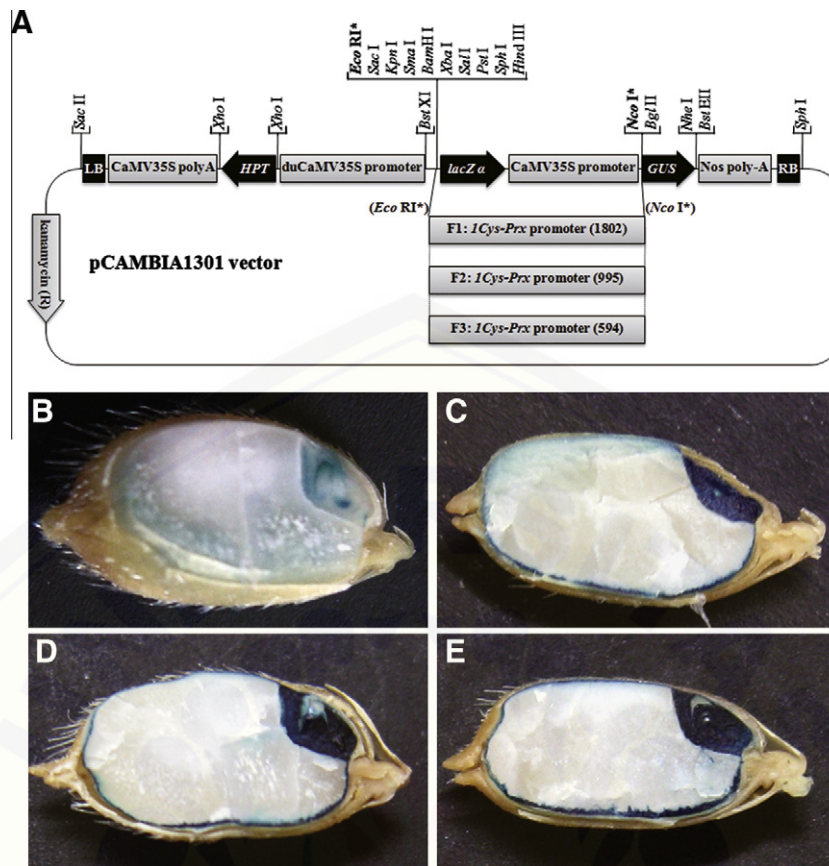 A
Eco RI*
Sac I
Kpn I
Sma I
BamH I
Xba I
Sal I
Pst I
Sph I
Hind III
Sac II
Xho I
Xho I
Bst XI
Nco I*
Bgl II
Nhe I
Bst EII
Sph I
LB
CaMV35S polyA
HPT
duCaMV35S promoter
lacZ α
CaMV35S promoter
GUS
Nos poly-A
RB
(Eco RI*)
(Nco I*)
kanamycin (R)
pCAMBIA1301 vector
F1: 1Cys-Prx promoter (1802)
F2: 1Cys-Prx promoter (995)
F3: 1Cys-Prx promoter (594)
B
C
D
E